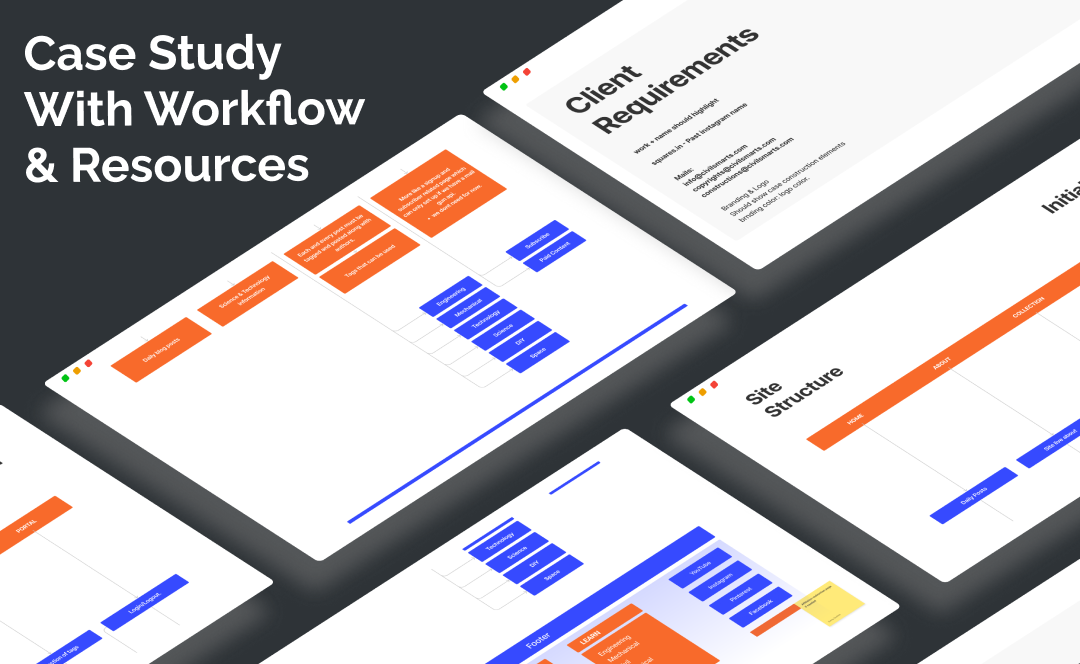 Case Study
With Workflow
& Resources
Client
Requirements
work + name should highlight
squares.in - Past instagram name
Mails:
info@civilsmarts.com
copyrights@civilsmarts.com
constructions@civilsmarts.com
Branding & Logo
Should show case construction elements
brnding color: logo color.
Initia
More like a signup and
subscribe related page which
can only set up if we have a mail
gun api.
we dont need for now.
Each and every post must be
tagged and posted along with
authors.
Tags that can be used
Science & Technology
information
Daily blog posts
Subscribe
Paid Content
Engineering
Mechanical
Technology
Science
DIY
Space
Site
Structure
HOME
ABOUT
COLLECTION
Daily Posts
Site live about
PORTAL
Login/Logout.
tion of tags
Technology
Science
DIY
Space
Footer
LEARN
Engineering
Mechanical
YouTube
Instagram
Pinterest
Facebook